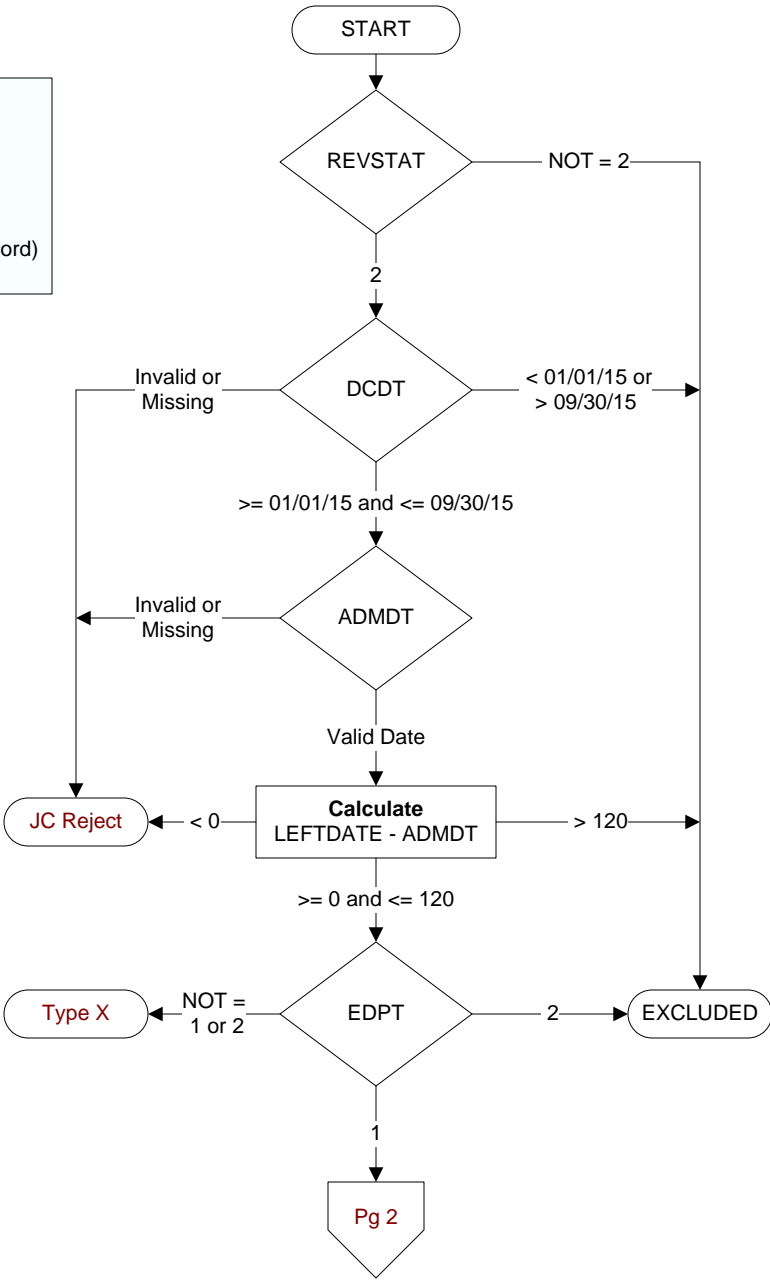 START
REVSTAT
NOT = 2
ord)
2
Invalid or
Missing
DCDT
< 01/01/15 or
> 09/30/15
>= 01/01/15 and <= 09/30/15
Invalid or
Missing
ADMDT
Valid Date
JC Reject
< 0
Calculate
LEFTDATE - ADMDT
> 120
>= 0 and <= 120
Type X
NOT =
1 or 2
EDPT
2
EXCLUDED
1
Pg 2